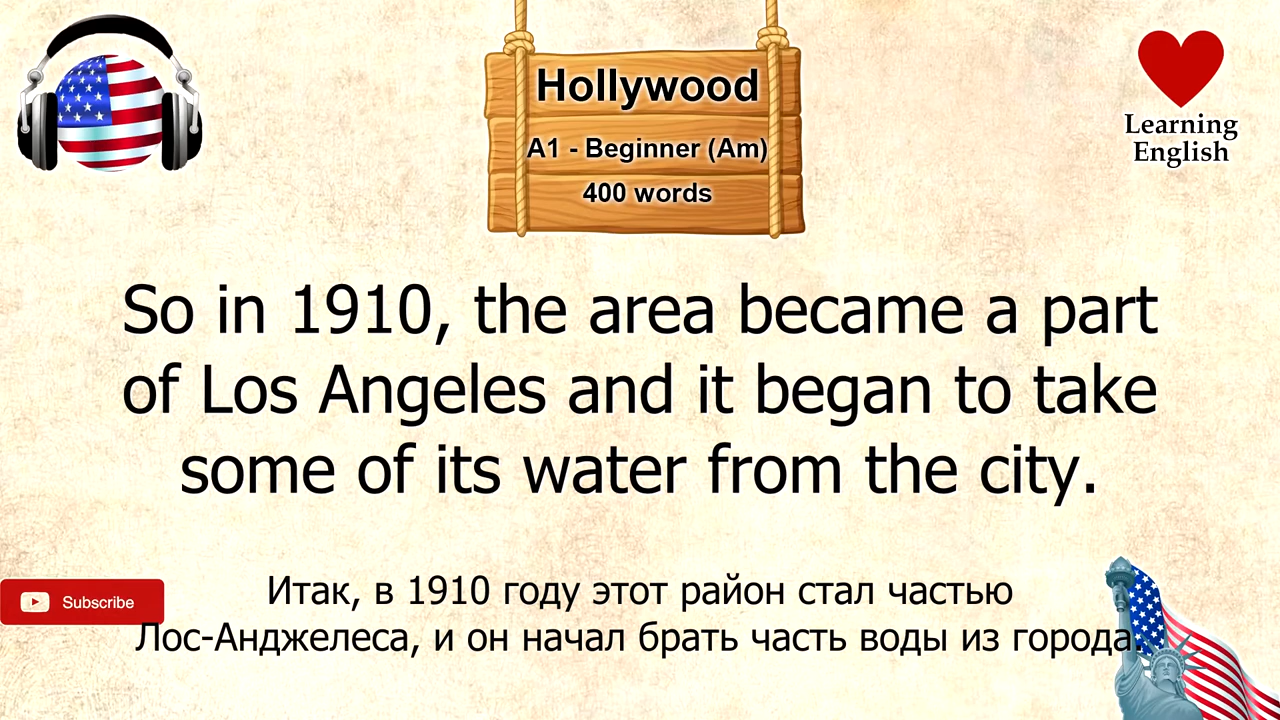 Hollywood
A1 - Beginner (Am)
400 words
Learning
English
So in 1910, the area became a part
of Los Angeles and it began to take
some of its water from the city.
Subscribe
Итак, в 1910 году этот район стал частью
Лос-Анджелеса, и он начал брать часть воды из города.